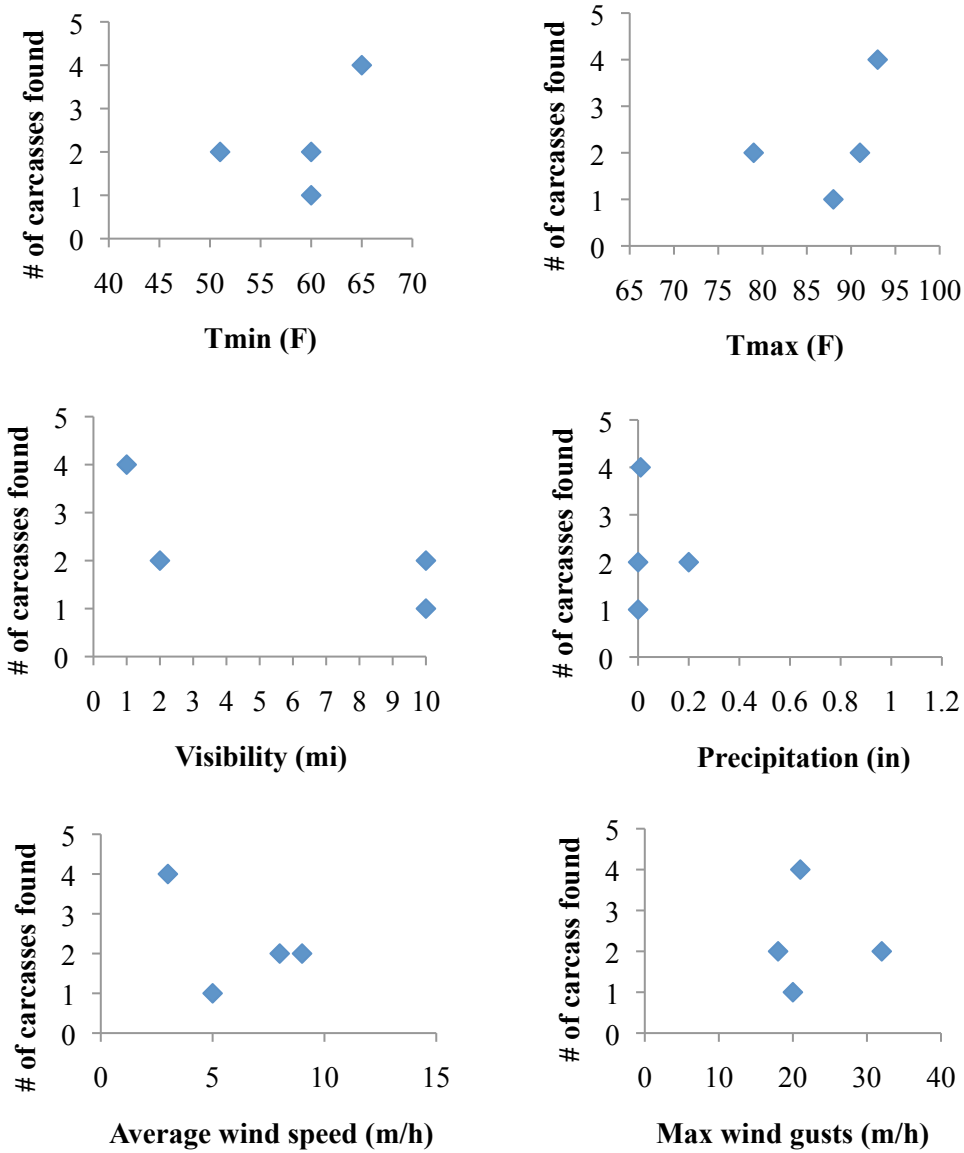 # of carcasses found
5
4
3
2
1
0
40 45 50 55 60 65 70
Tmin (F)
# of carcasses found
5
4
3
2
1
0
65 70 75 80 85 90 95 100
Tmax (F)
# of carcasses found
5
4
3
2
1
0
0 1 2 3 4 5 6 7 8 9 10
Visibility (mi)
# of carcasses found
5
4
3
2
1
0
0 0.2 0.4 0.6 0.8 1 1.2
Precipitation (in)
# of carcasses found
5
4
3
2
1
0
0 5 10 15
Average wind speed (m/h)
# of carcass found
5
4
3
2
1
0
0 10 20 30 40
Max wind gusts (m/h)